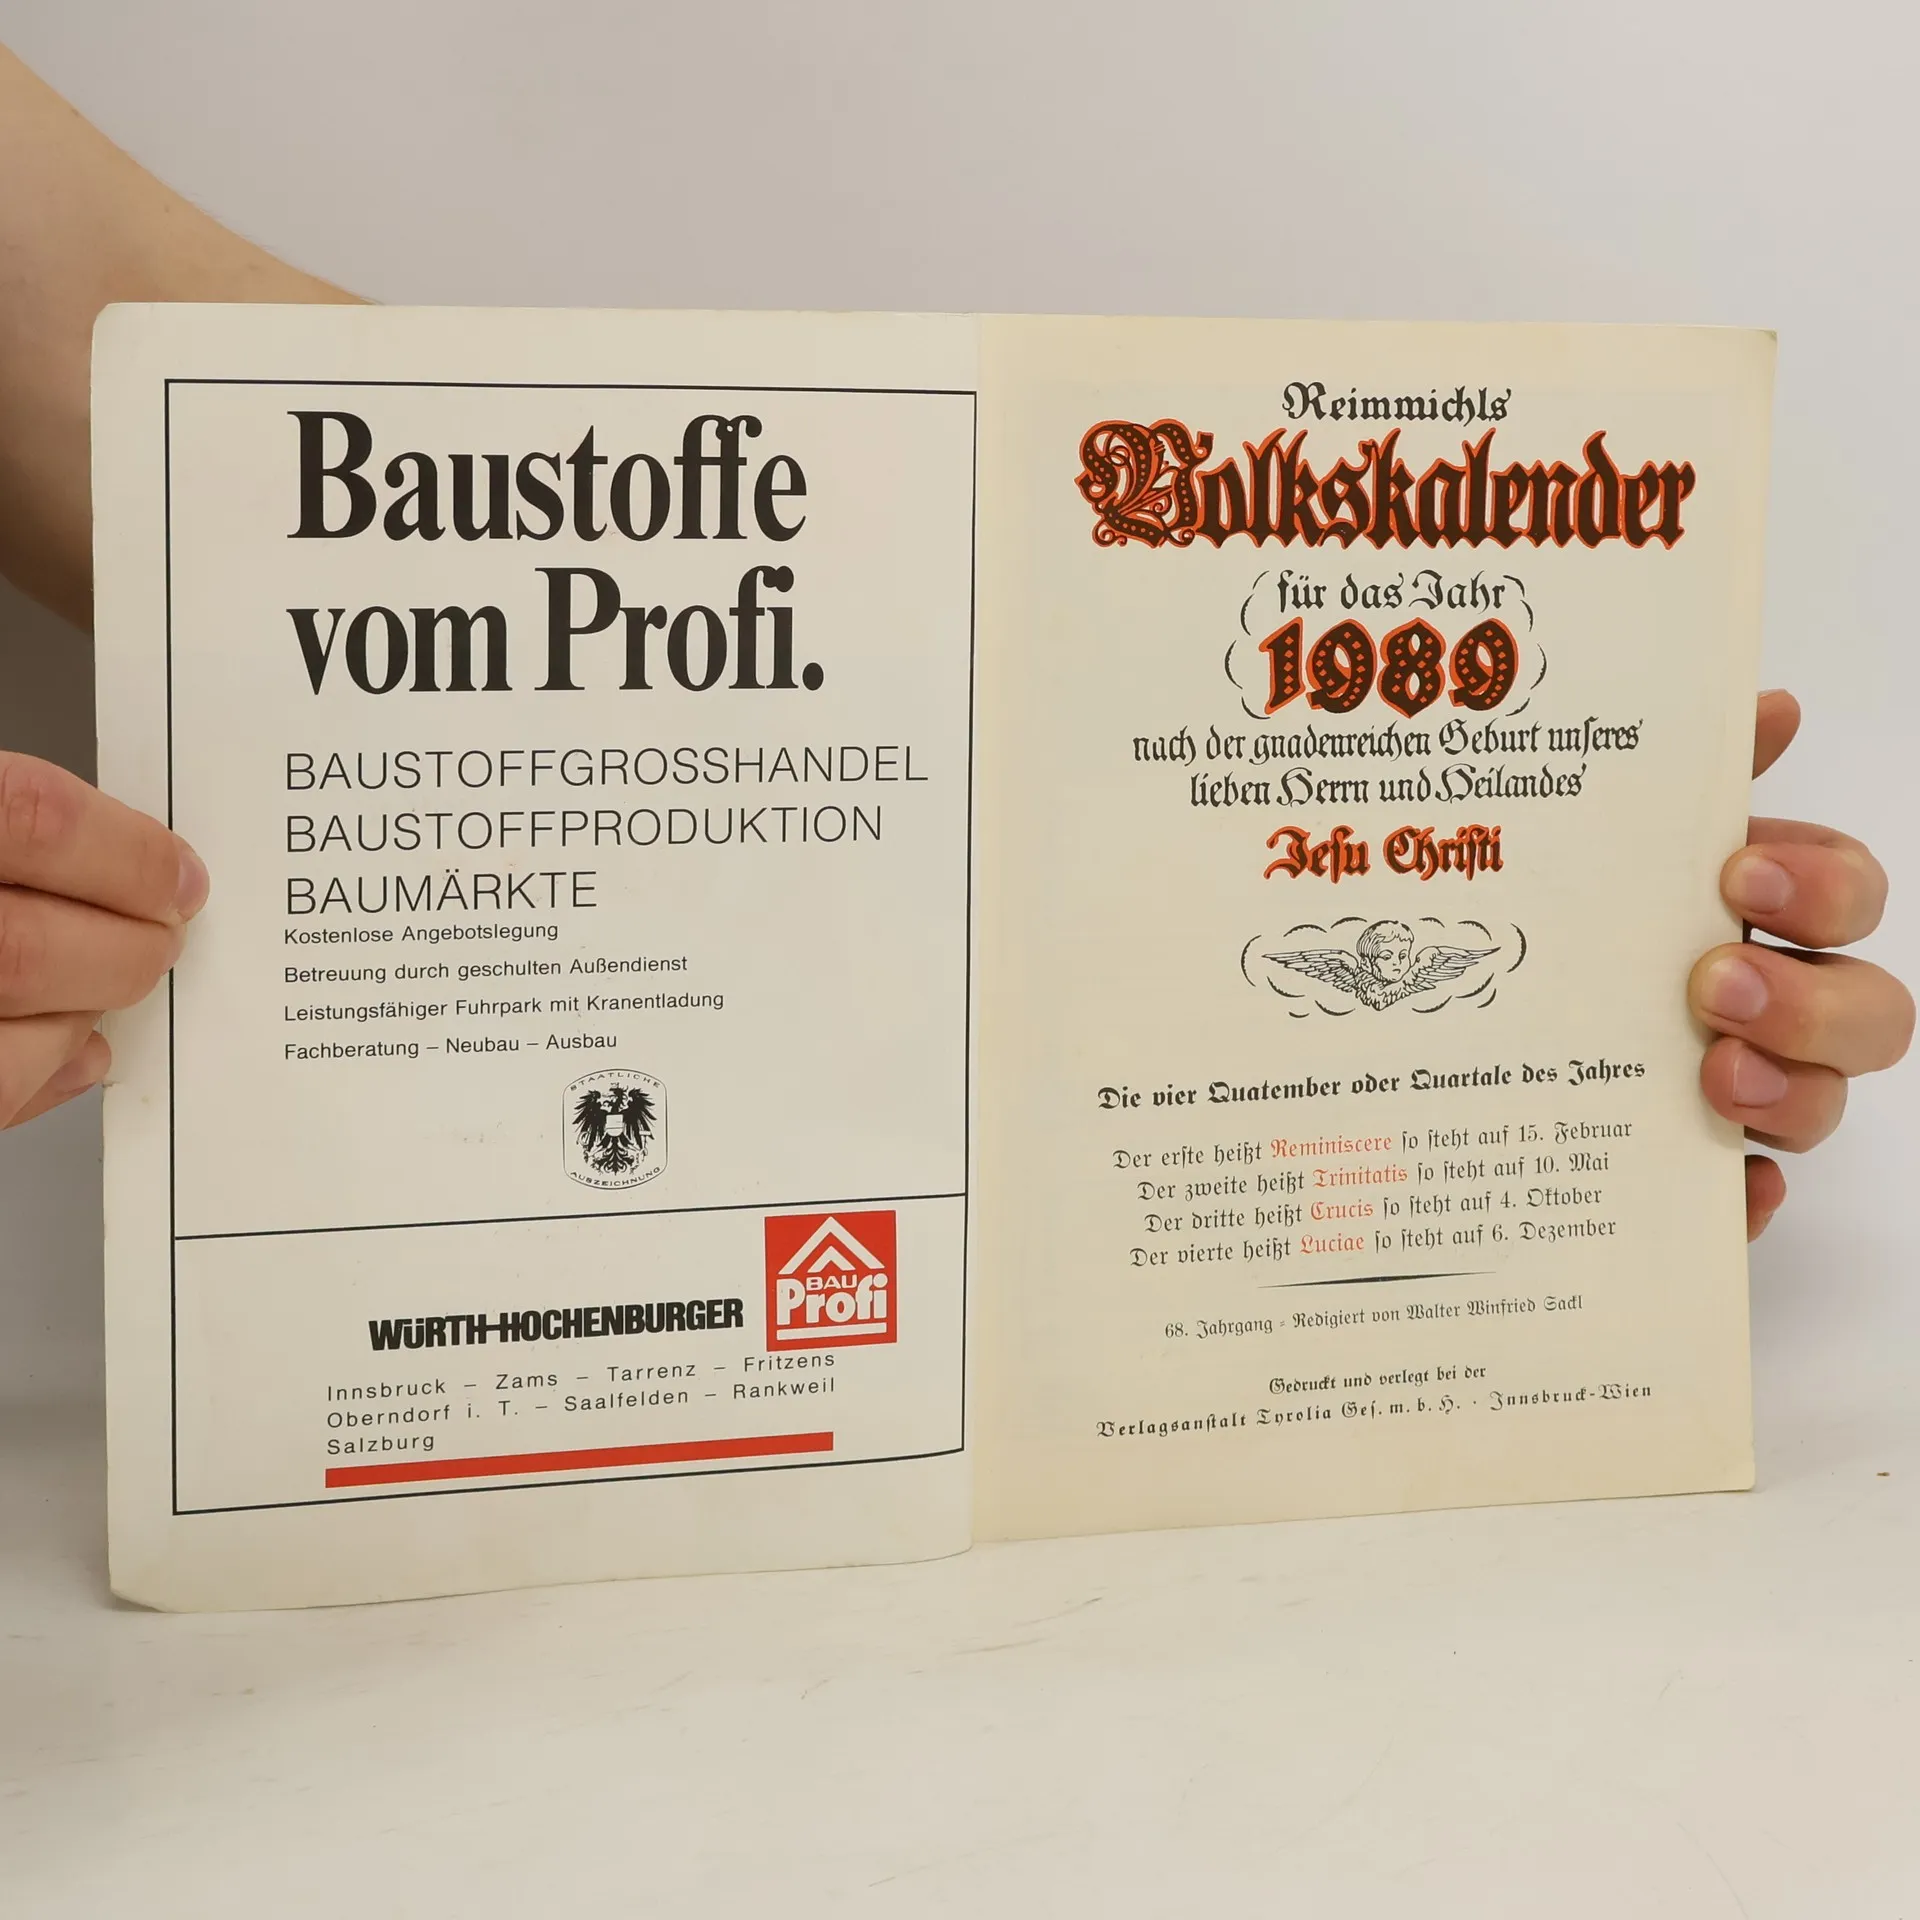 Baustoffe
vom Profi.
BAUSTOFFGROSSHANDEL
BAUSTOFFPRODUKTION
BAUMÄRKTE
Kostenlose Angebotslegung
Betreuung durch geschulten Außendienst
Leistungsfähiger Fuhrpark mit Kranentladung
Fachberatung – Neubau – Ausbau
STAATLICHE
AUSZEICHNUNG
WÜRTH-HOCHENBURGER
BAU
Profi
Innsbruck – Zams – Tarrenz – Fritzens
Oberndorf i. T. – Saalfelden – Rankweil
Salzburg
Reimmichls
Volkskalender
für das Jahr
1989
nach der gnadenreichen Geburt unseres
lieben Herrn und Heilandes
Jesu Christi
Die vier Quatember oder Quartale des Jahres
Der erste heißt Reminiscere so steht auf 15. Februar
Der zweite heißt Trinitatis so steht auf 10. Mai
Der dritte heißt Crucis so steht auf 4. Oktober
Der vierte heißt Luciae so steht auf 6. Dezember
68. Jahrgang - Redigiert von Walter Winfried Sackl
Gedruckt und verlegt bei der
Verlagsanstalt Tyrolia Ges. m. b. H. · Innsbruck-Wien